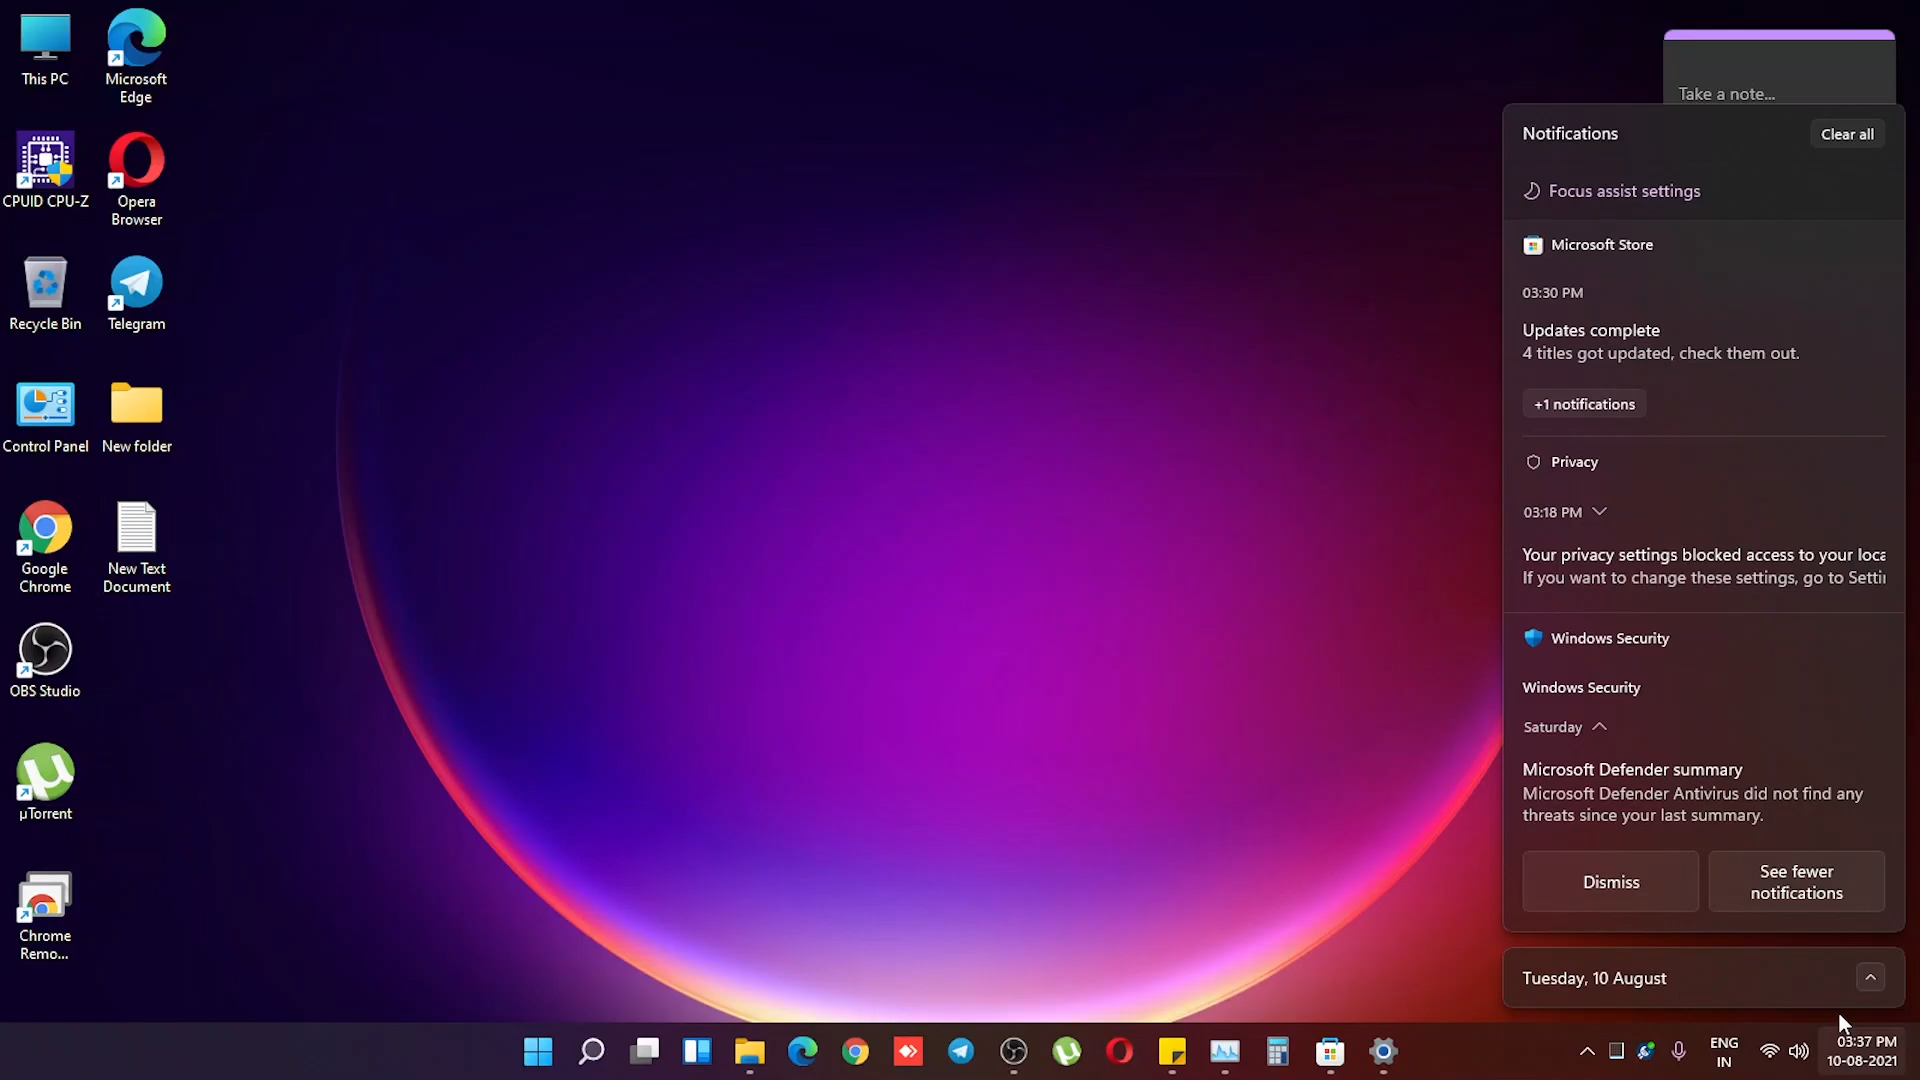 This PC
Microsoft
Edge
CPUID CPU-Z
Opera
Browser
Recycle Bin
Telegram
Control Panel
New folder
Google
Chrome
New Text
Document
OBS Studio
µTorrent
Chrome
Remo...
Take a note...
Notifications
Clear all
Focus assist settings
Microsoft Store
03:30 PM
Updates complete
4 titles got updated, check them out.
+1 notifications
Privacy
03:18 PM
Your privacy settings blocked access to your loca
If you want to change these settings, go to Settin
Windows Security
Windows Security
Saturday
Microsoft Defender summary
Microsoft Defender Antivirus did not find any
threats since your last summary.
Dismiss
See fewer
notifications
Tuesday, 10 August
ENG
IN
03:37 PM
10-08-2021